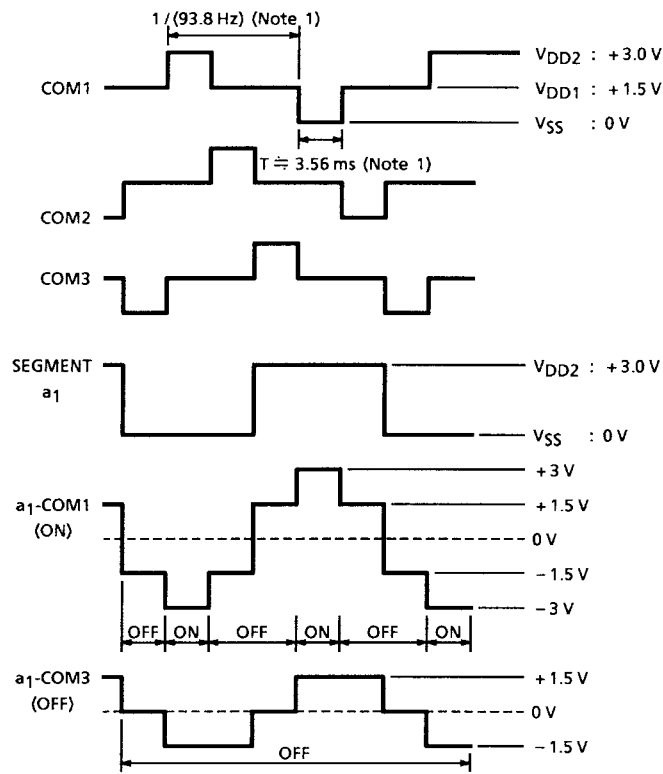 1/(93.8 Hz) (Note 1)
COM1
VDD2 : +3.0 V
VDD1 : +1.5 V
VSS : 0 V
T ≒ 3.56 ms (Note 1)
COM2
COM3
SEGMENT
a1
VDD2 : +3.0 V
VSS : 0 V
a1-COM1
(ON)
+3 V
+1.5 V
0 V
−1.5 V
−3 V
OFF ON OFF ON OFF ON
a1-COM3
(OFF)
+1.5 V
0 V
−1.5 V
OFF